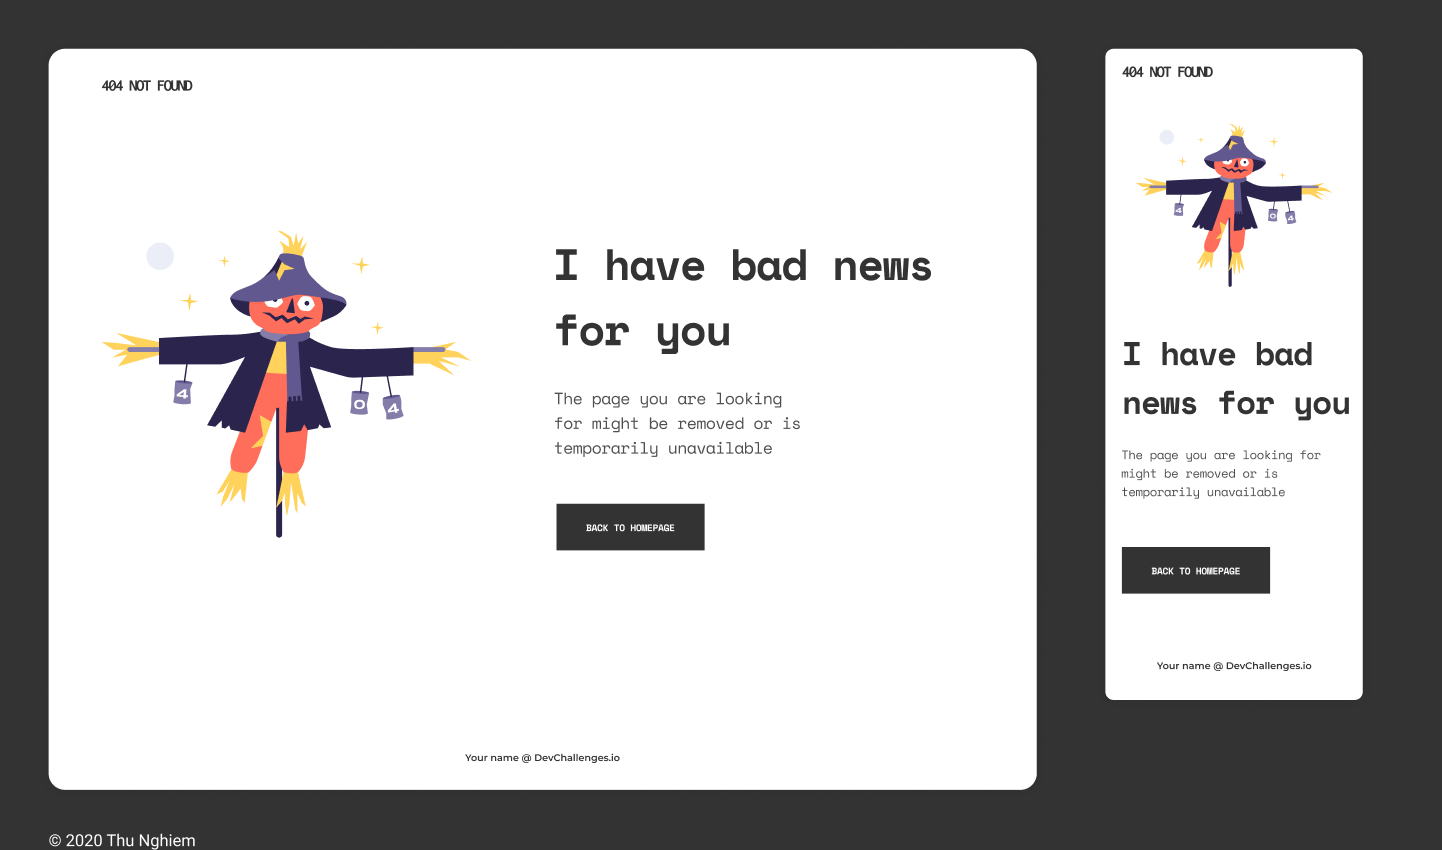 404 NOT FOUND
4
0
4
I have bad news
for you
The page you are looking
for might be removed or is
temporarily unavailable
BACK TO HOMEPAGE
Your name @ DevChallenges.io
404 NOT FOUND
4
0
4
I have bad
news for you
The page you are looking for
might be removed or is
temporarily unavailable
BACK TO HOMEPAGE
Your name @ DevChallenges.io
© 2020 Thu Nghiem